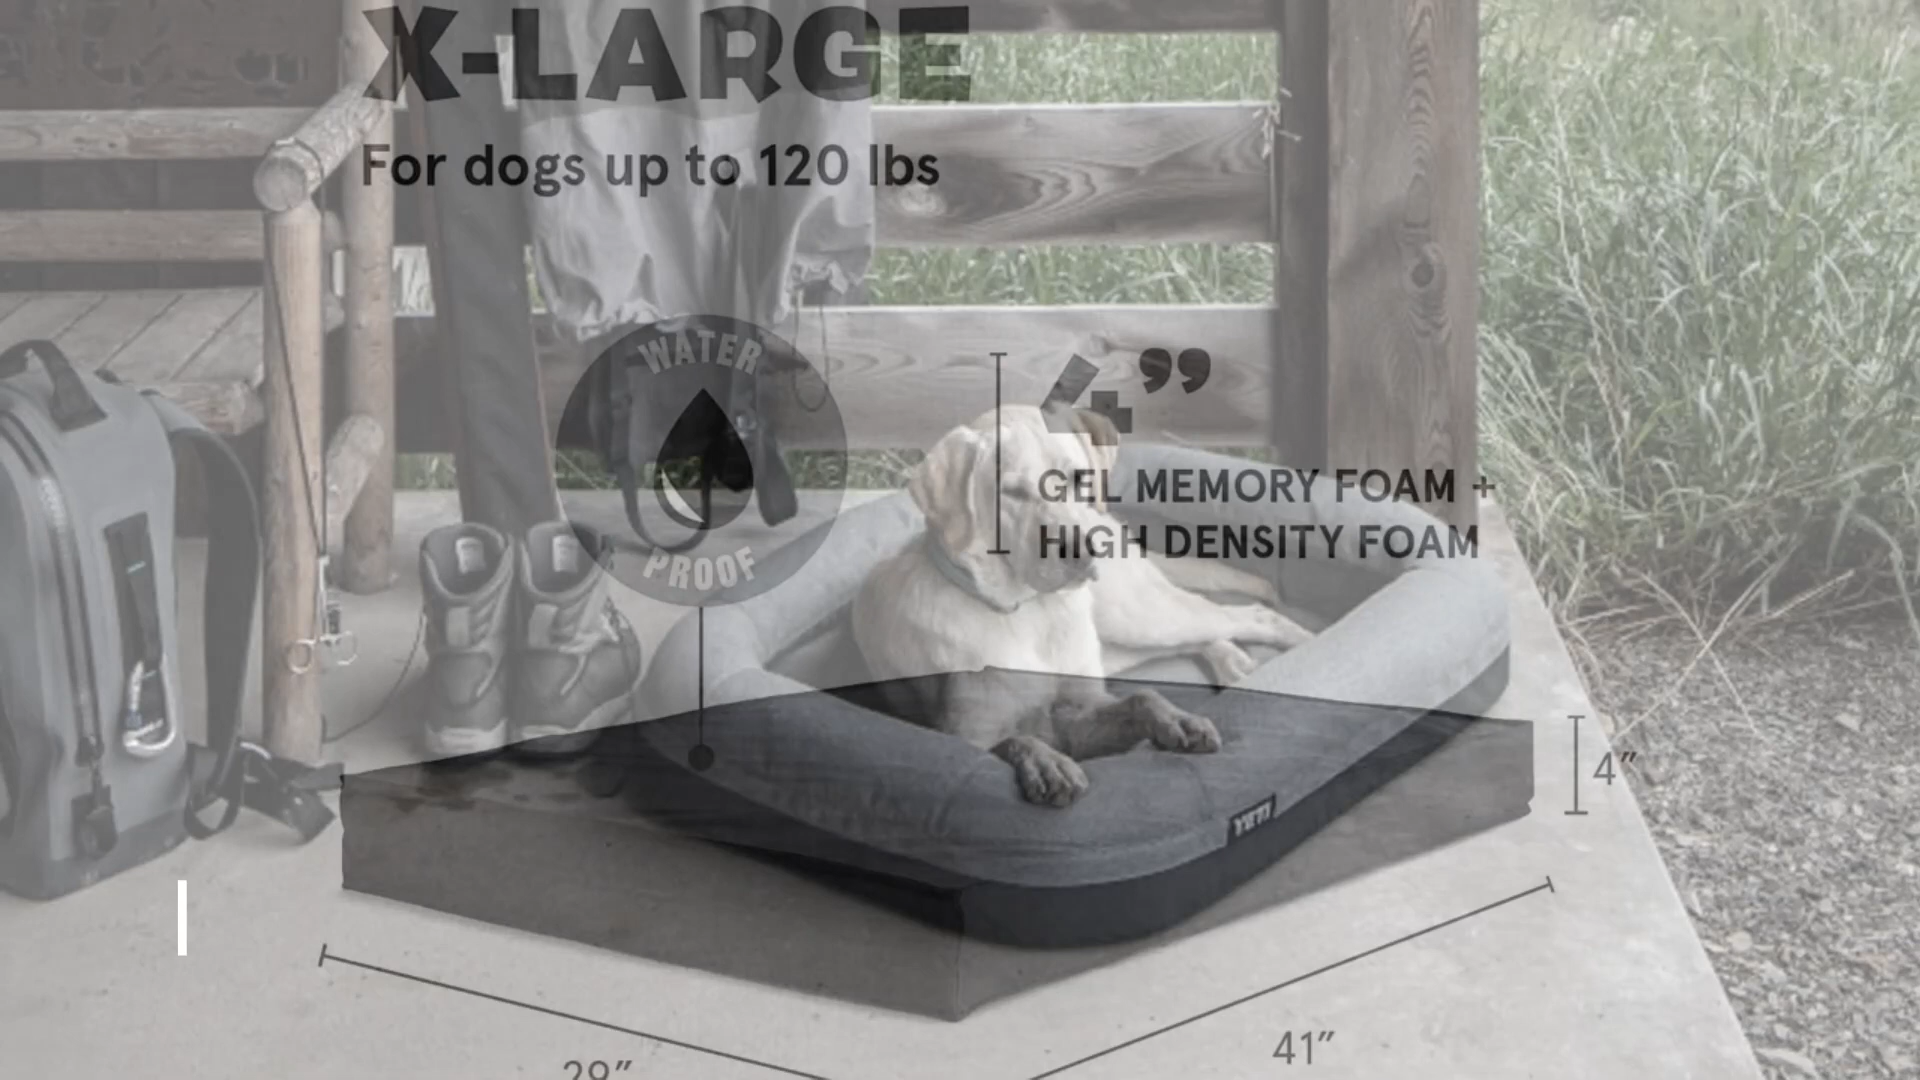 X-LARGE
For dogs up to 120 lbs
WATER
PROOF
4”
GEL MEMORY FOAM +
HIGH DENSITY FOAM
YETI
4”
41”
29”